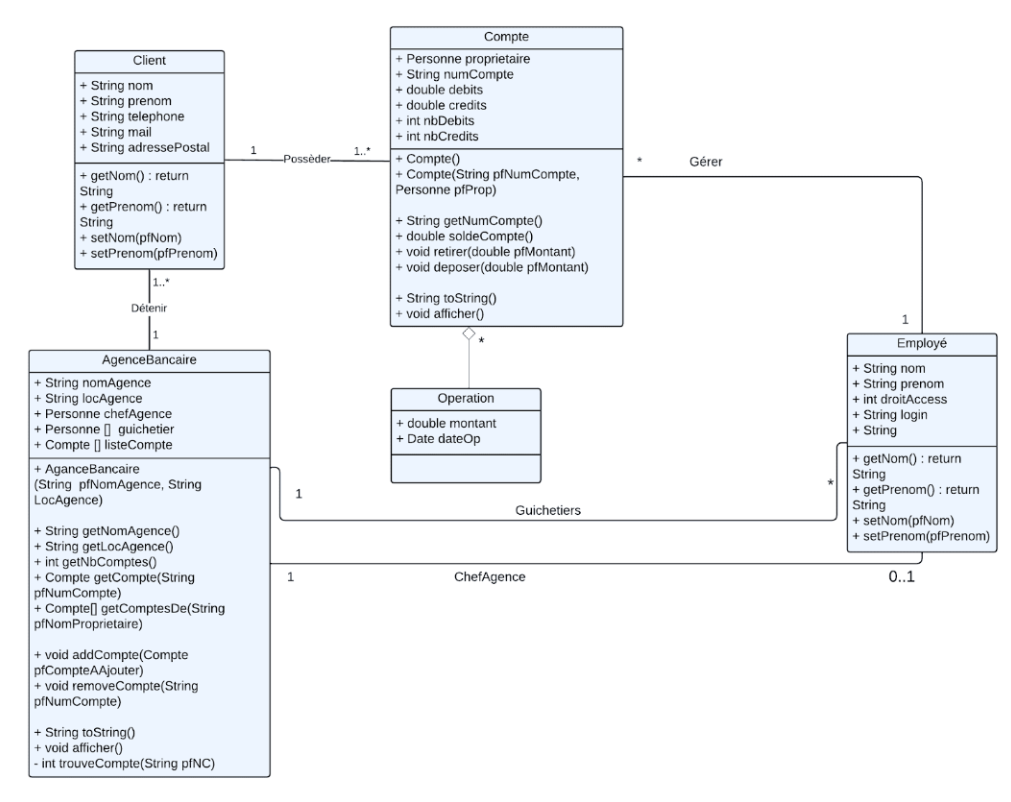 Client
+ String nom
+ String prenom
+ String telephone
+ String mail
+ String adressePostal
+ getNom() : return
String
+ getPrenom() : return
String
+ setNom(pfNom)
+ setPrenom(pfPrenom)
1
Possèder
1..*
Compte
+ Personne proprietaire
+ String numCompte
+ double debits
+ double credits
+ int nbDebits
+ int nbCredits
+ Compte()
+ Compte(String pfNumCompte,
Personne pfProp)
+ String getNumCompte()
+ double soldeCompte()
+ void retirer(double pfMontant)
+ void deposer(double pfMontant)
+ String toString()
+ void afficher()
*
Gérer
1
1..*
Détenir
1
AgenceBancaire
+ String nomAgence
+ String locAgence
+ Personne chefAgence
+ Personne [] guichetier
+ Compte [] listeCompte
+ AganceBancaire
(String pfNomAgence, String
LocAgence)
+ String getNomAgence()
+ String getLocAgence()
+ int getNbComptes()
+ Compte getCompte(String
pfNumCompte)
+ Compte[] getComptesDe(String
pfNomProprietaire)
+ void addCompte(Compte
pfCompteAAjouter)
+ void removeCompte(String
pfNumCompte)
+ String toString()
+ void afficher()
- int trouveCompte(String pfNC)
*
Operation
+ double montant
+ Date dateOp
Employé
+ String nom
+ String prenom
+ int droitAccess
+ String login
+ String
+ getNom() : return
String
+ getPrenom() : return
String
+ setNom(pfNom)
+ setPrenom(pfPrenom)
1
Guichetiers
*
1
ChefAgence
0..1